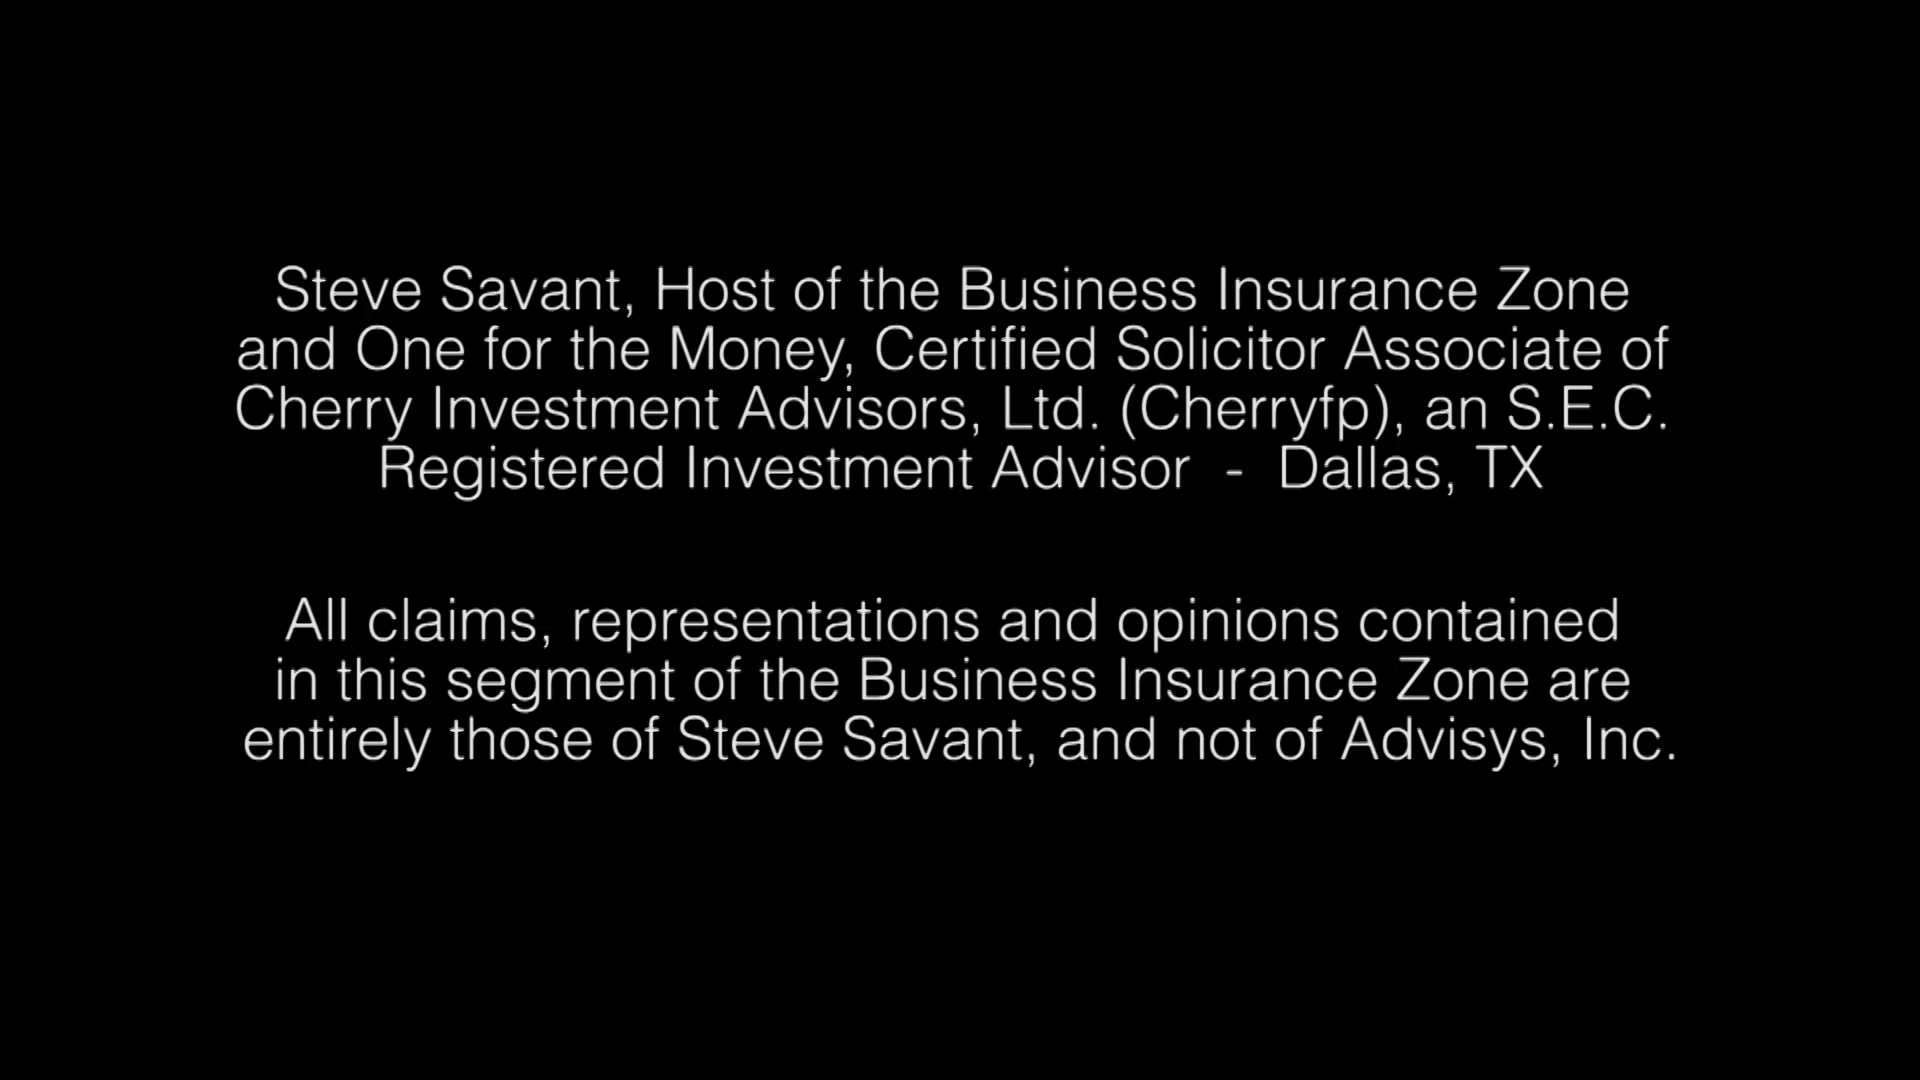 Steve Savant, Host of the Business Insurance Zone
and One for the Money, Certified Solicitor Associate of
Cherry Investment Advisors, Ltd. (Cherryfp), an S.E.C.
Registered Investment Advisor - Dallas, TX
All claims, representations and opinions contained
in this segment of the Business Insurance Zone are
entirely those of Steve Savant, and not of Advisys, Inc.